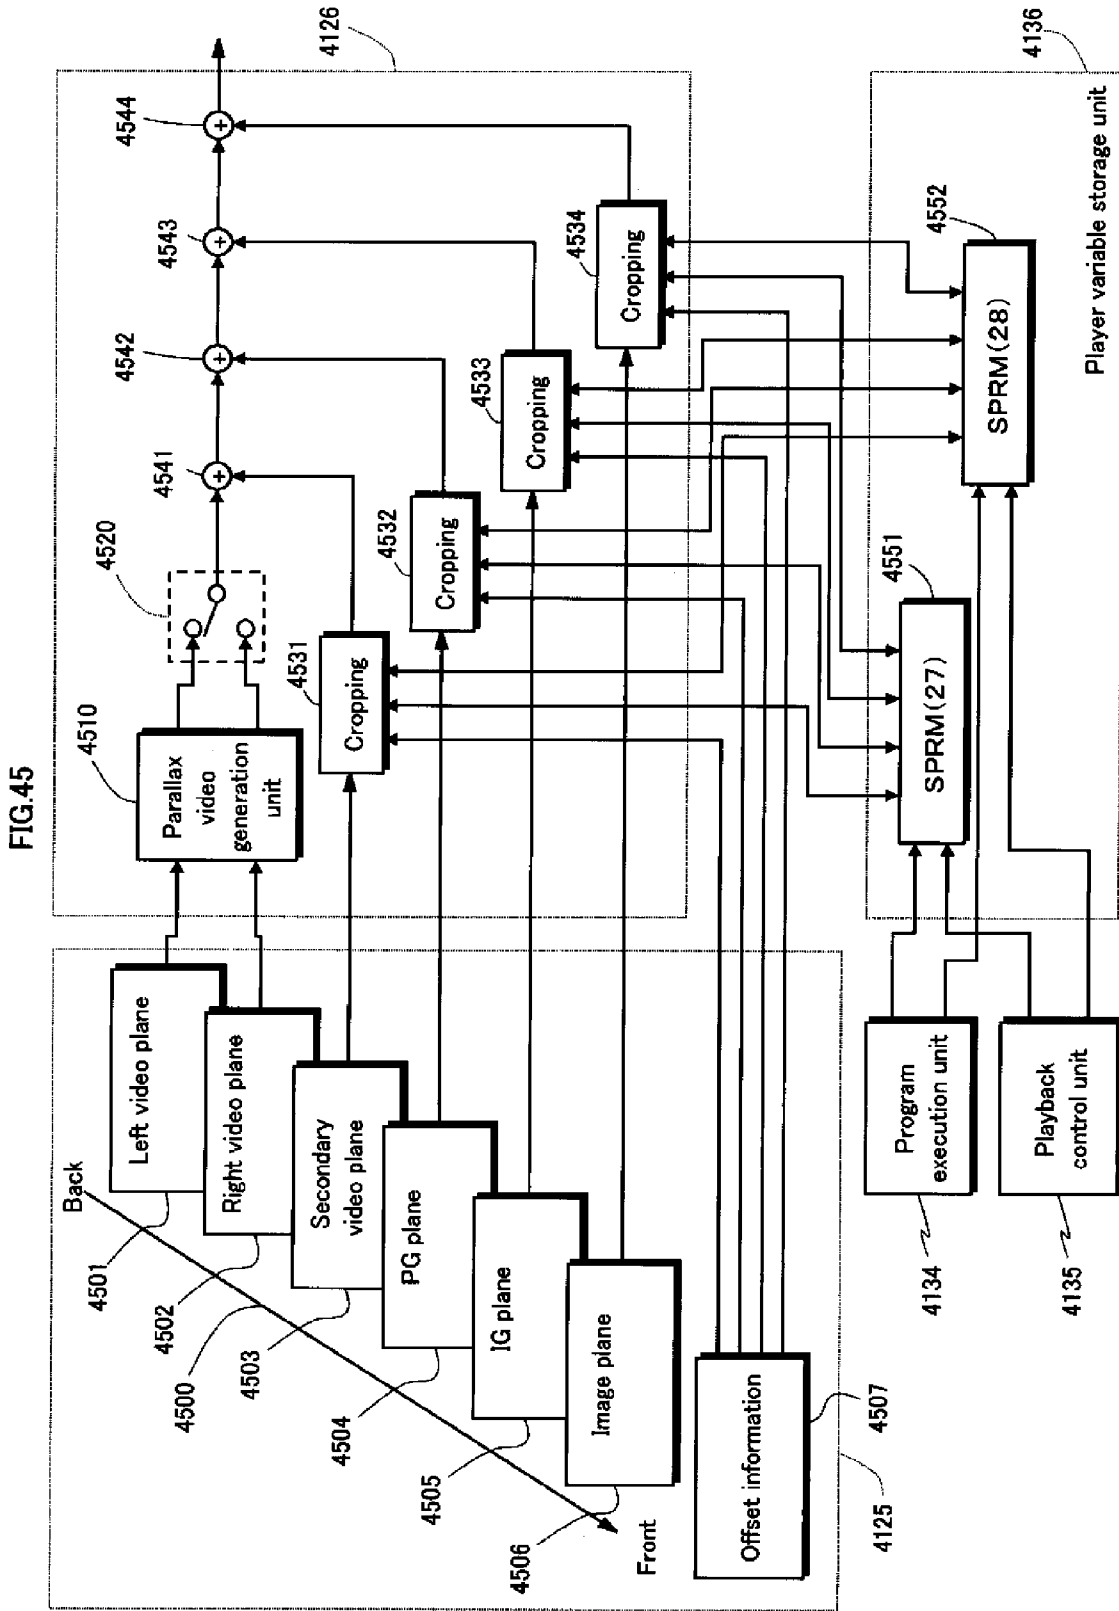 FIG.45
4126
4544
4543
4542
4541
4520
4510
Parallax
video
generation
unit
4531
Cropping
4532
Cropping
4533
Cropping
4534
Cropping
Back
4501
Left video plane
4502
Right video plane
4500
4503
Secondary
video plane
4504
PG plane
4505
IG plane
4506
Image plane
Front
4507
Offset information
4125
4136
Player variable storage unit
4551
SPRM(27)
4552
SPRM(28)
4134
Program
execution unit
4135
Playback
control unit